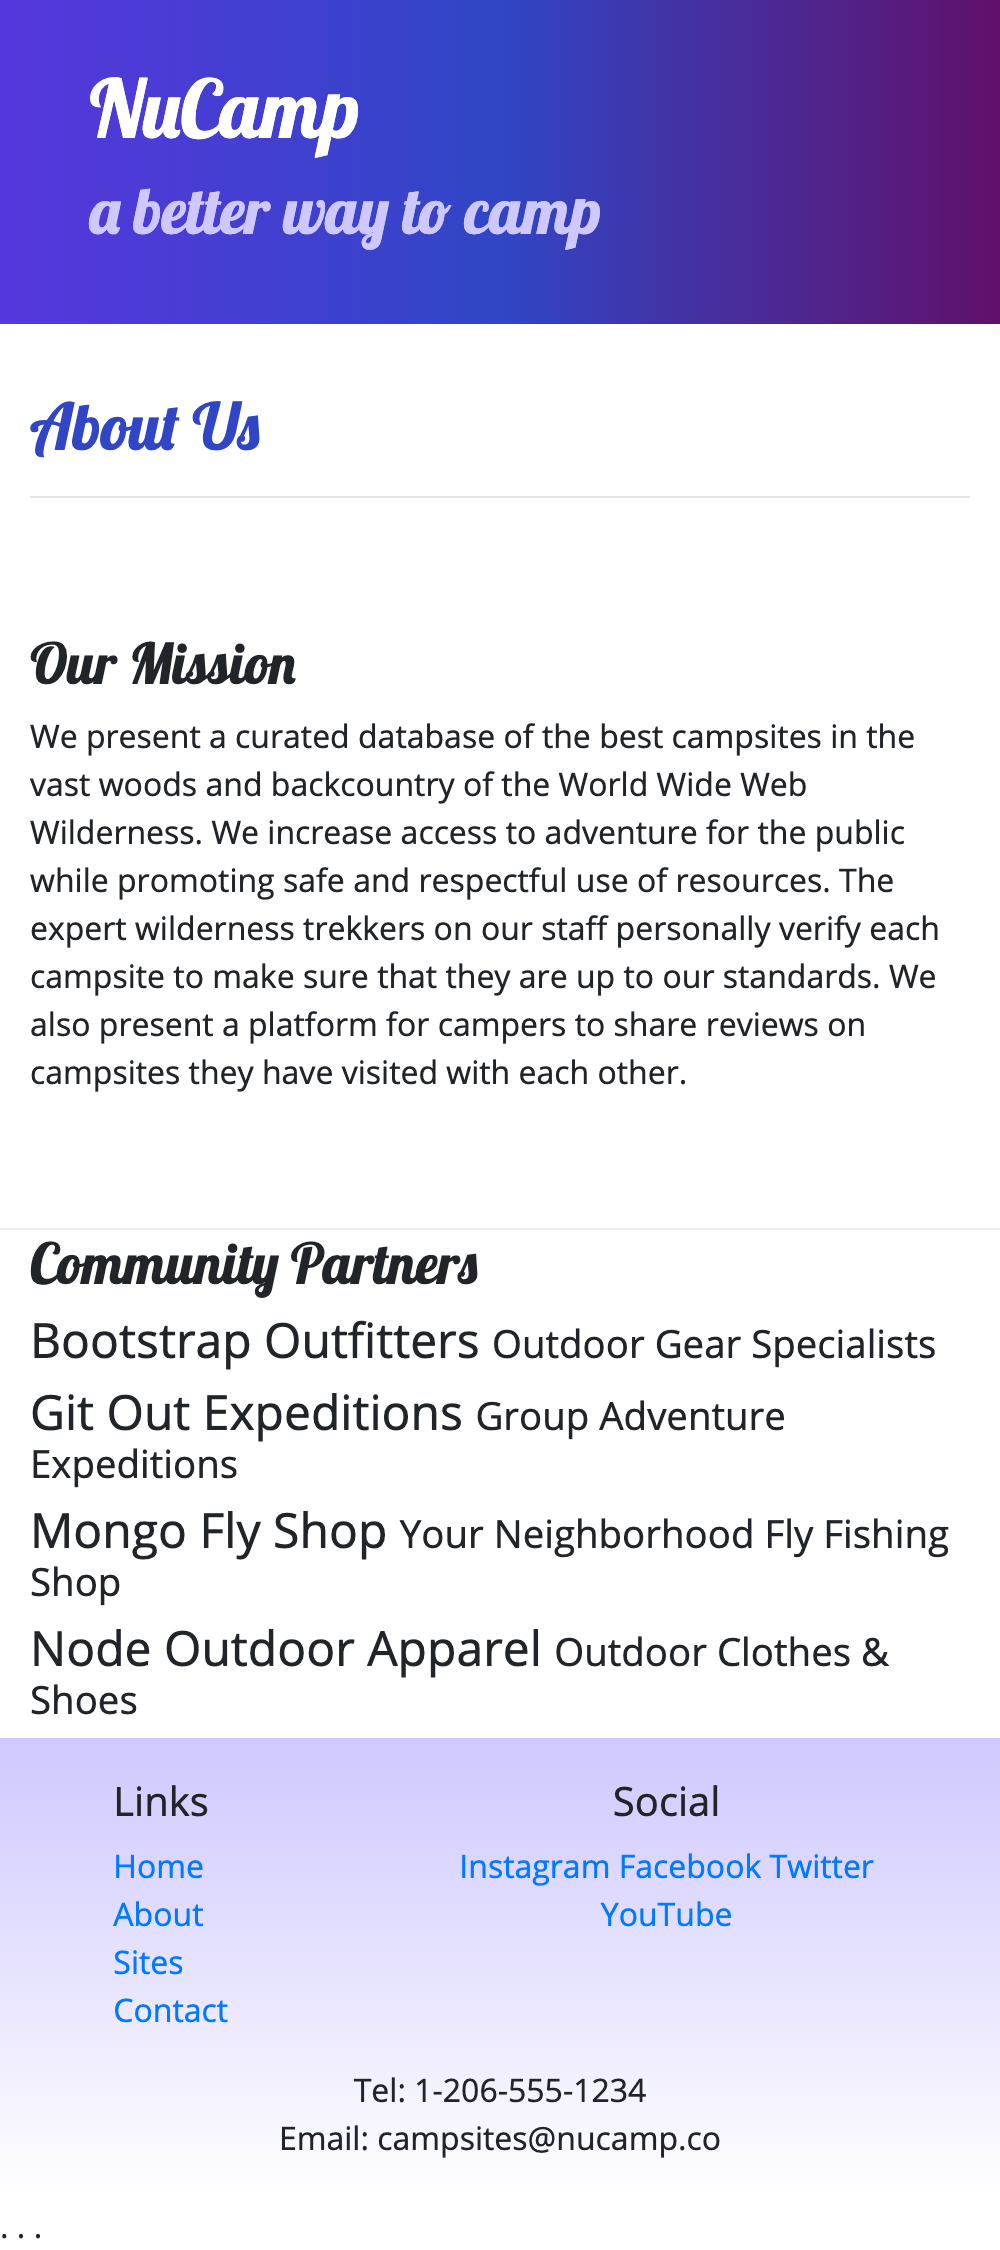 NuCamp
a better way to camp
About Us
Our Mission
We present a curated database of the best campsites in the
vast woods and backcountry of the World Wide Web
Wilderness. We increase access to adventure for the public
while promoting safe and respectful use of resources. The
expert wilderness trekkers on our staff personally verify each
campsite to make sure that they are up to our standards. We
also present a platform for campers to share reviews on
campsites they have visited with each other.
Community Partners
Bootstrap Outfitters Outdoor Gear Specialists
Git Out Expeditions Group Adventure
Expeditions
Mongo Fly Shop Your Neighborhood Fly Fishing
Shop
Node Outdoor Apparel Outdoor Clothes &
Shoes
Links
Home
About
Sites
Contact
Social
Instagram Facebook Twitter
YouTube
Tel: 1-206-555-1234
Email: campsites@nucamp.co
. . .